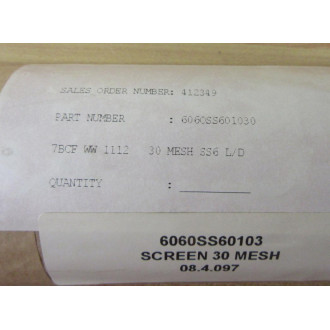 SALES ORDER NUMBER: 412349
PART NUMBER : 6060SS601030
7BCF WW 1112 30 MESH SS6 L/D
QUANTITY : __________
6060SS60103
SCREEN 30 MESH
08.4.097